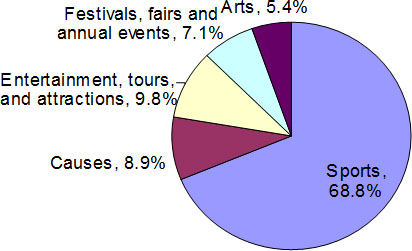 Arts, 5.4%
Festivals, fairs and
annual events, 7.1%
Entertainment, tours,
and attractions, 9.8%
Causes, 8.9%
Sports,
68.8%